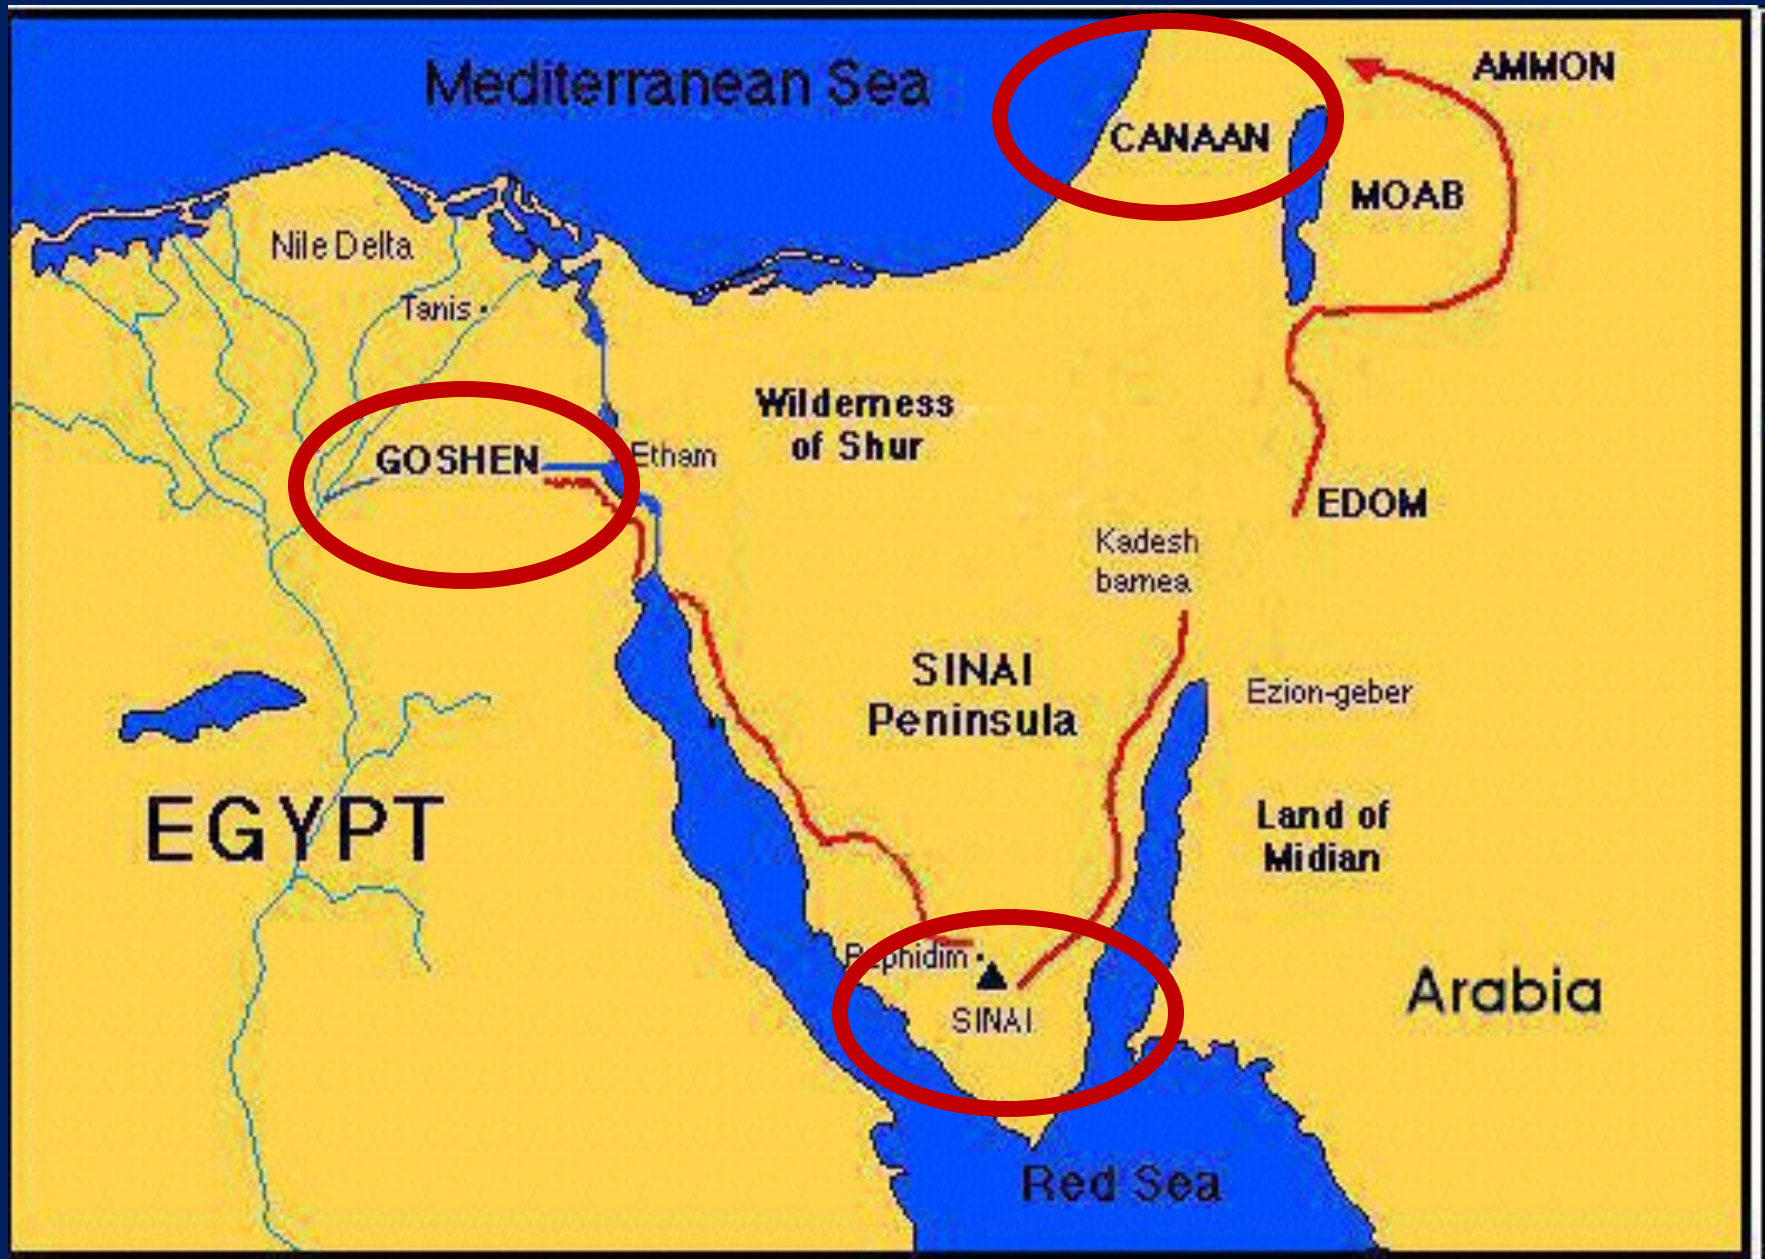 Mediterranean Sea
AMMON
CANAAN
MOAB
Nile Delta
Tanis
Wilderness
of Shur
GOSHEN
Etham
EDOM
Kadesh
barnea
SINAI
Peninsula
Ezion-geber
EGYPT
Land of
Midian
Rephidim
SINAI
Arabia
Red Sea